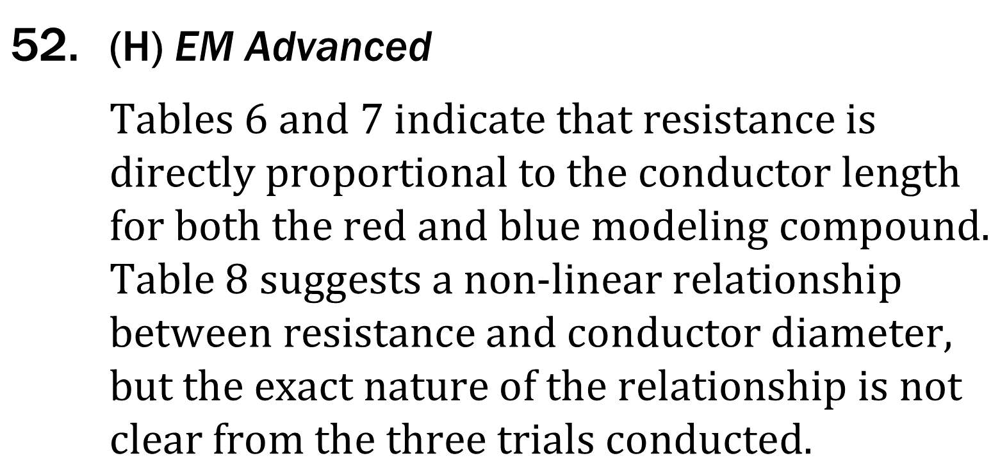 52. (H) EM Advanced
Tables 6 and 7 indicate that resistance is
directly proportional to the conductor length
for both the red and blue modeling compound.
Table 8 suggests a non-linear relationship
between resistance and conductor diameter,
but the exact nature of the relationship is not
clear from the three trials conducted.